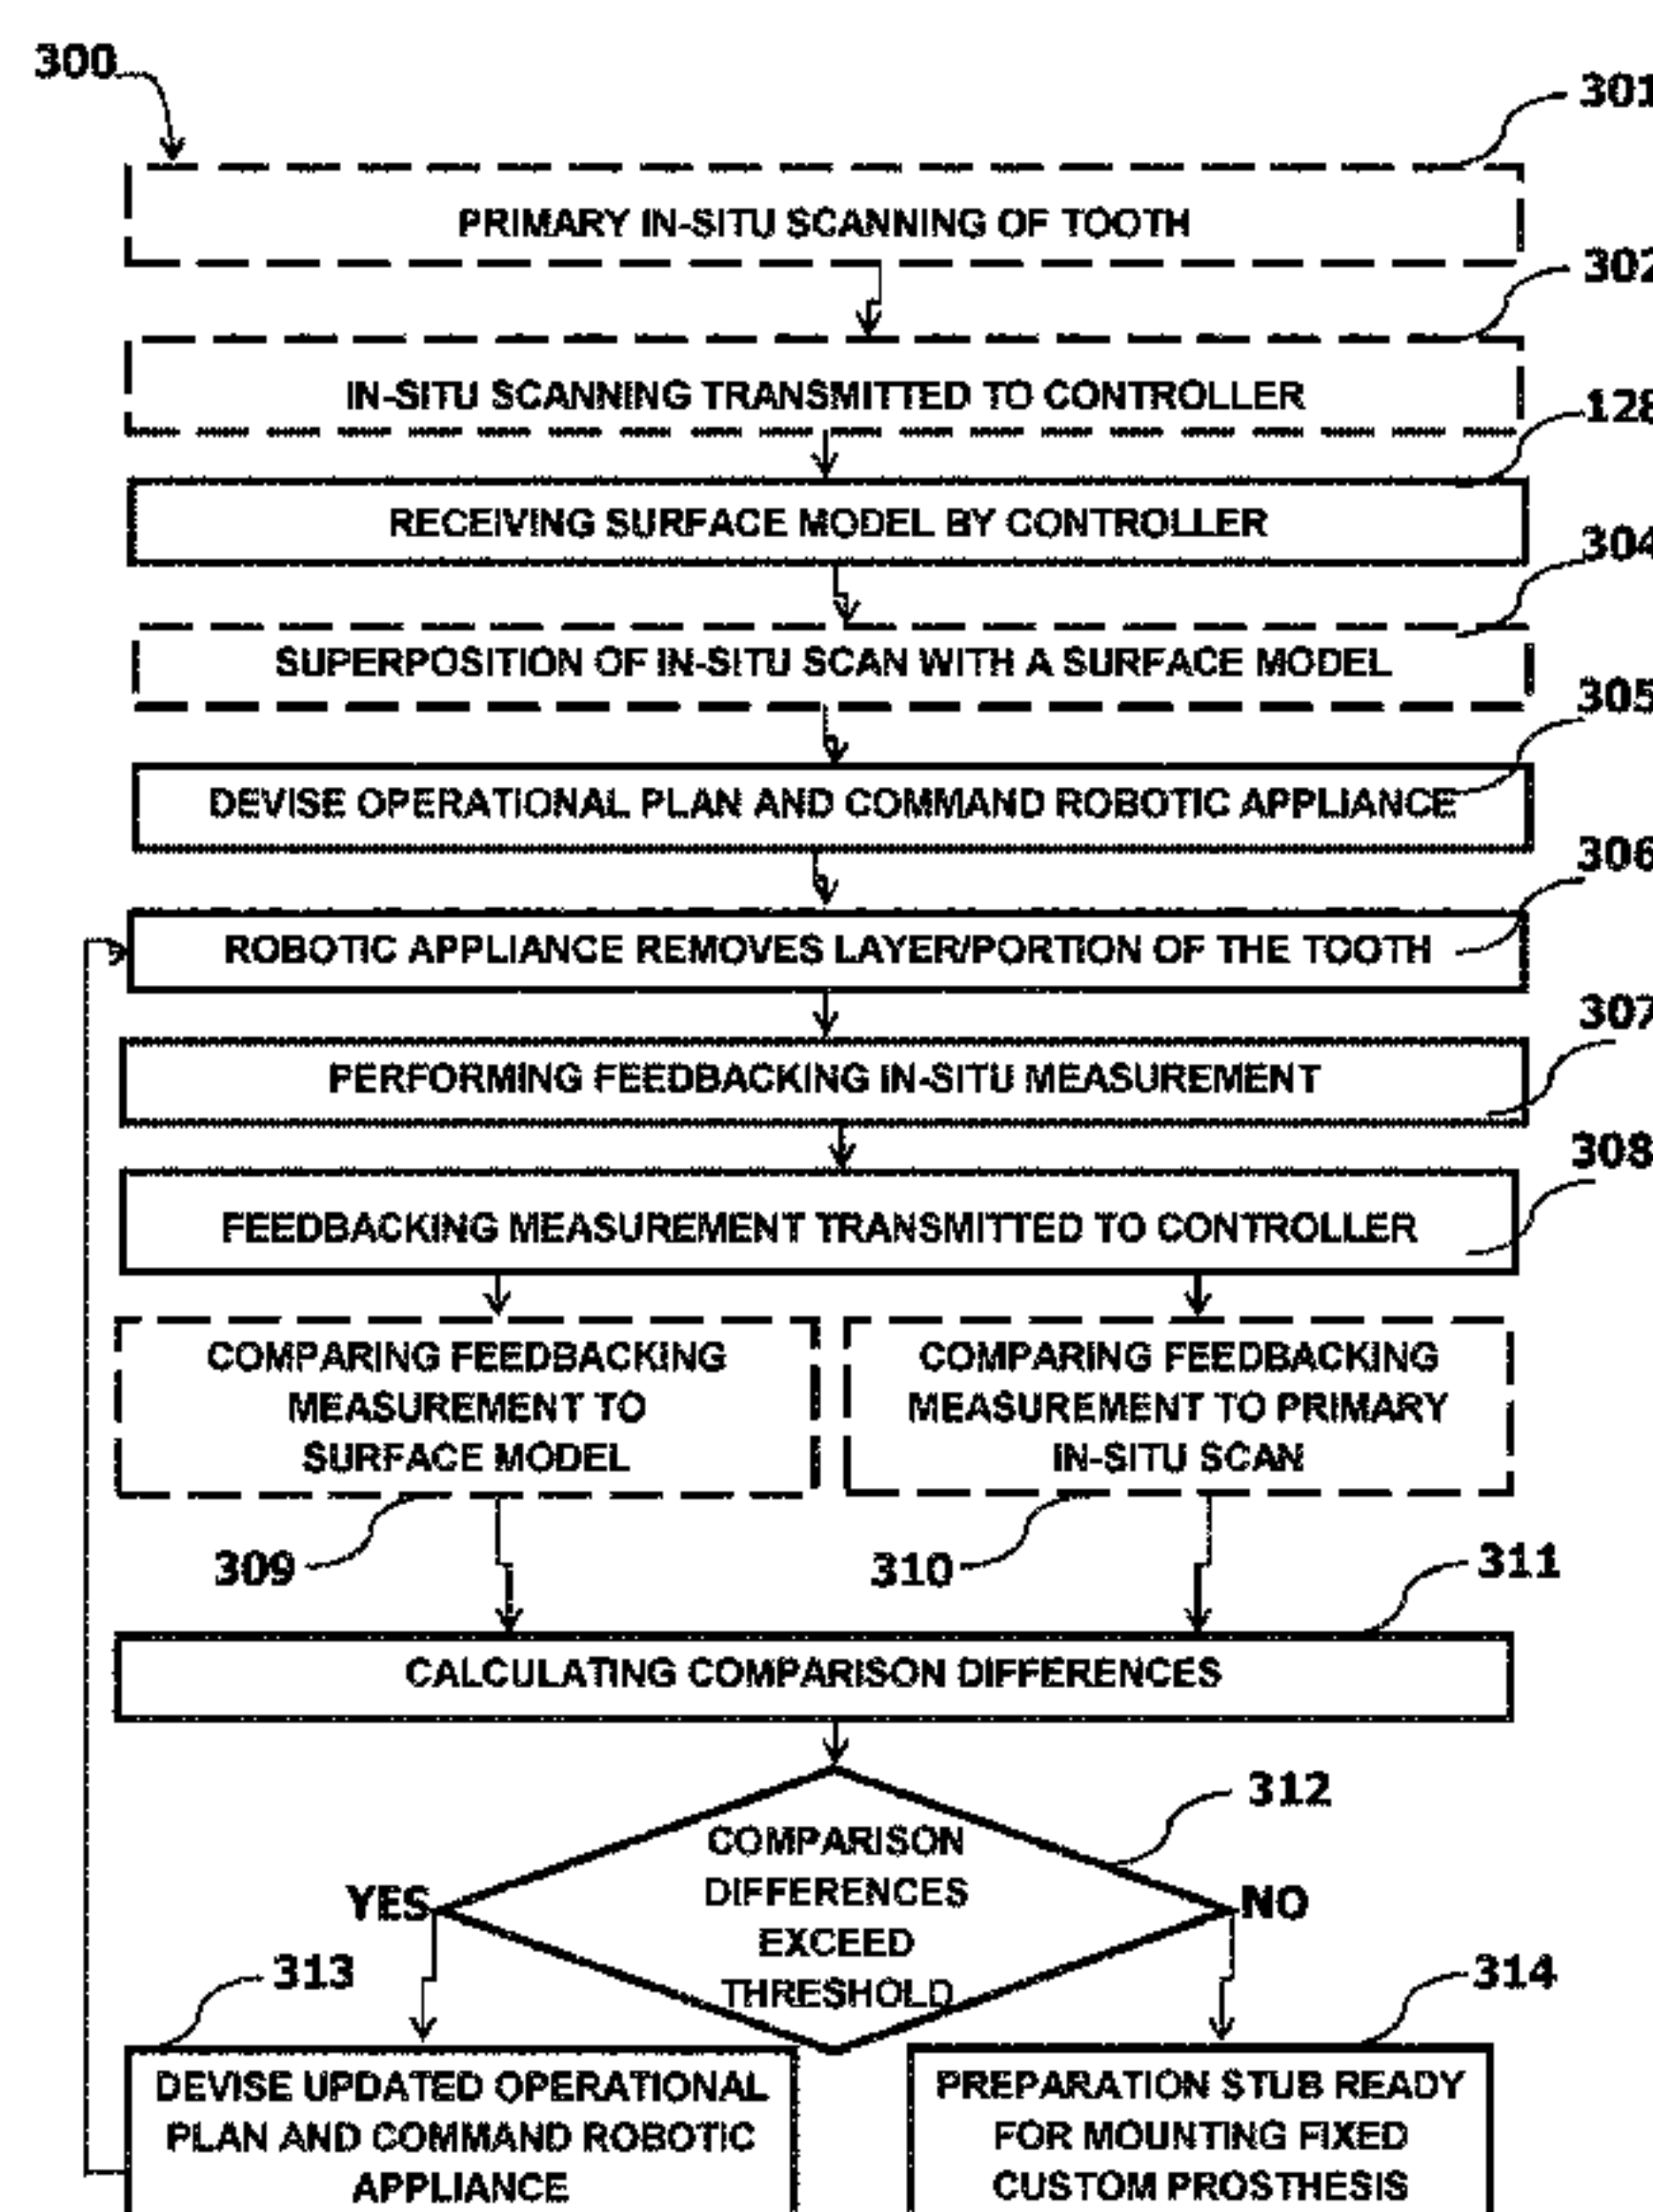 300
301
PRIMARY IN-SITU SCANNING OF TOOTH
302
IN-SITU SCANNING TRANSMITTED TO CONTROLLER
128
RECEIVING SURFACE MODEL BY CONTROLLER
304
SUPERPOSITION OF IN-SITU SCAN WITH A SURFACE MODEL
305
DEVISE OPERATIONAL PLAN AND COMMAND ROBOTIC APPLIANCE
306
ROBOTIC APPLIANCE REMOVES LAYER/PORTION OF THE TOOTH
307
PERFORMING FEEDBACKING IN-SITU MEASUREMENT
308
FEEDBACKING MEASUREMENT TRANSMITTED TO CONTROLLER
COMPARING FEEDBACKING
MEASUREMENT TO
SURFACE MODEL
COMPARING FEEDBACKING
MEASUREMENT TO PRIMARY
IN-SITU SCAN
309
310
311
CALCULATING COMPARISON DIFFERENCES
312
COMPARISON
DIFFERENCES
EXCEED
THRESHOLD
YES
NO
313
314
DEVISE UPDATED OPERATIONAL
PLAN AND COMMAND ROBOTIC
APPLIANCE
PREPARATION STUB READY
FOR MOUNTING FIXED
CUSTOM PROSTHESIS